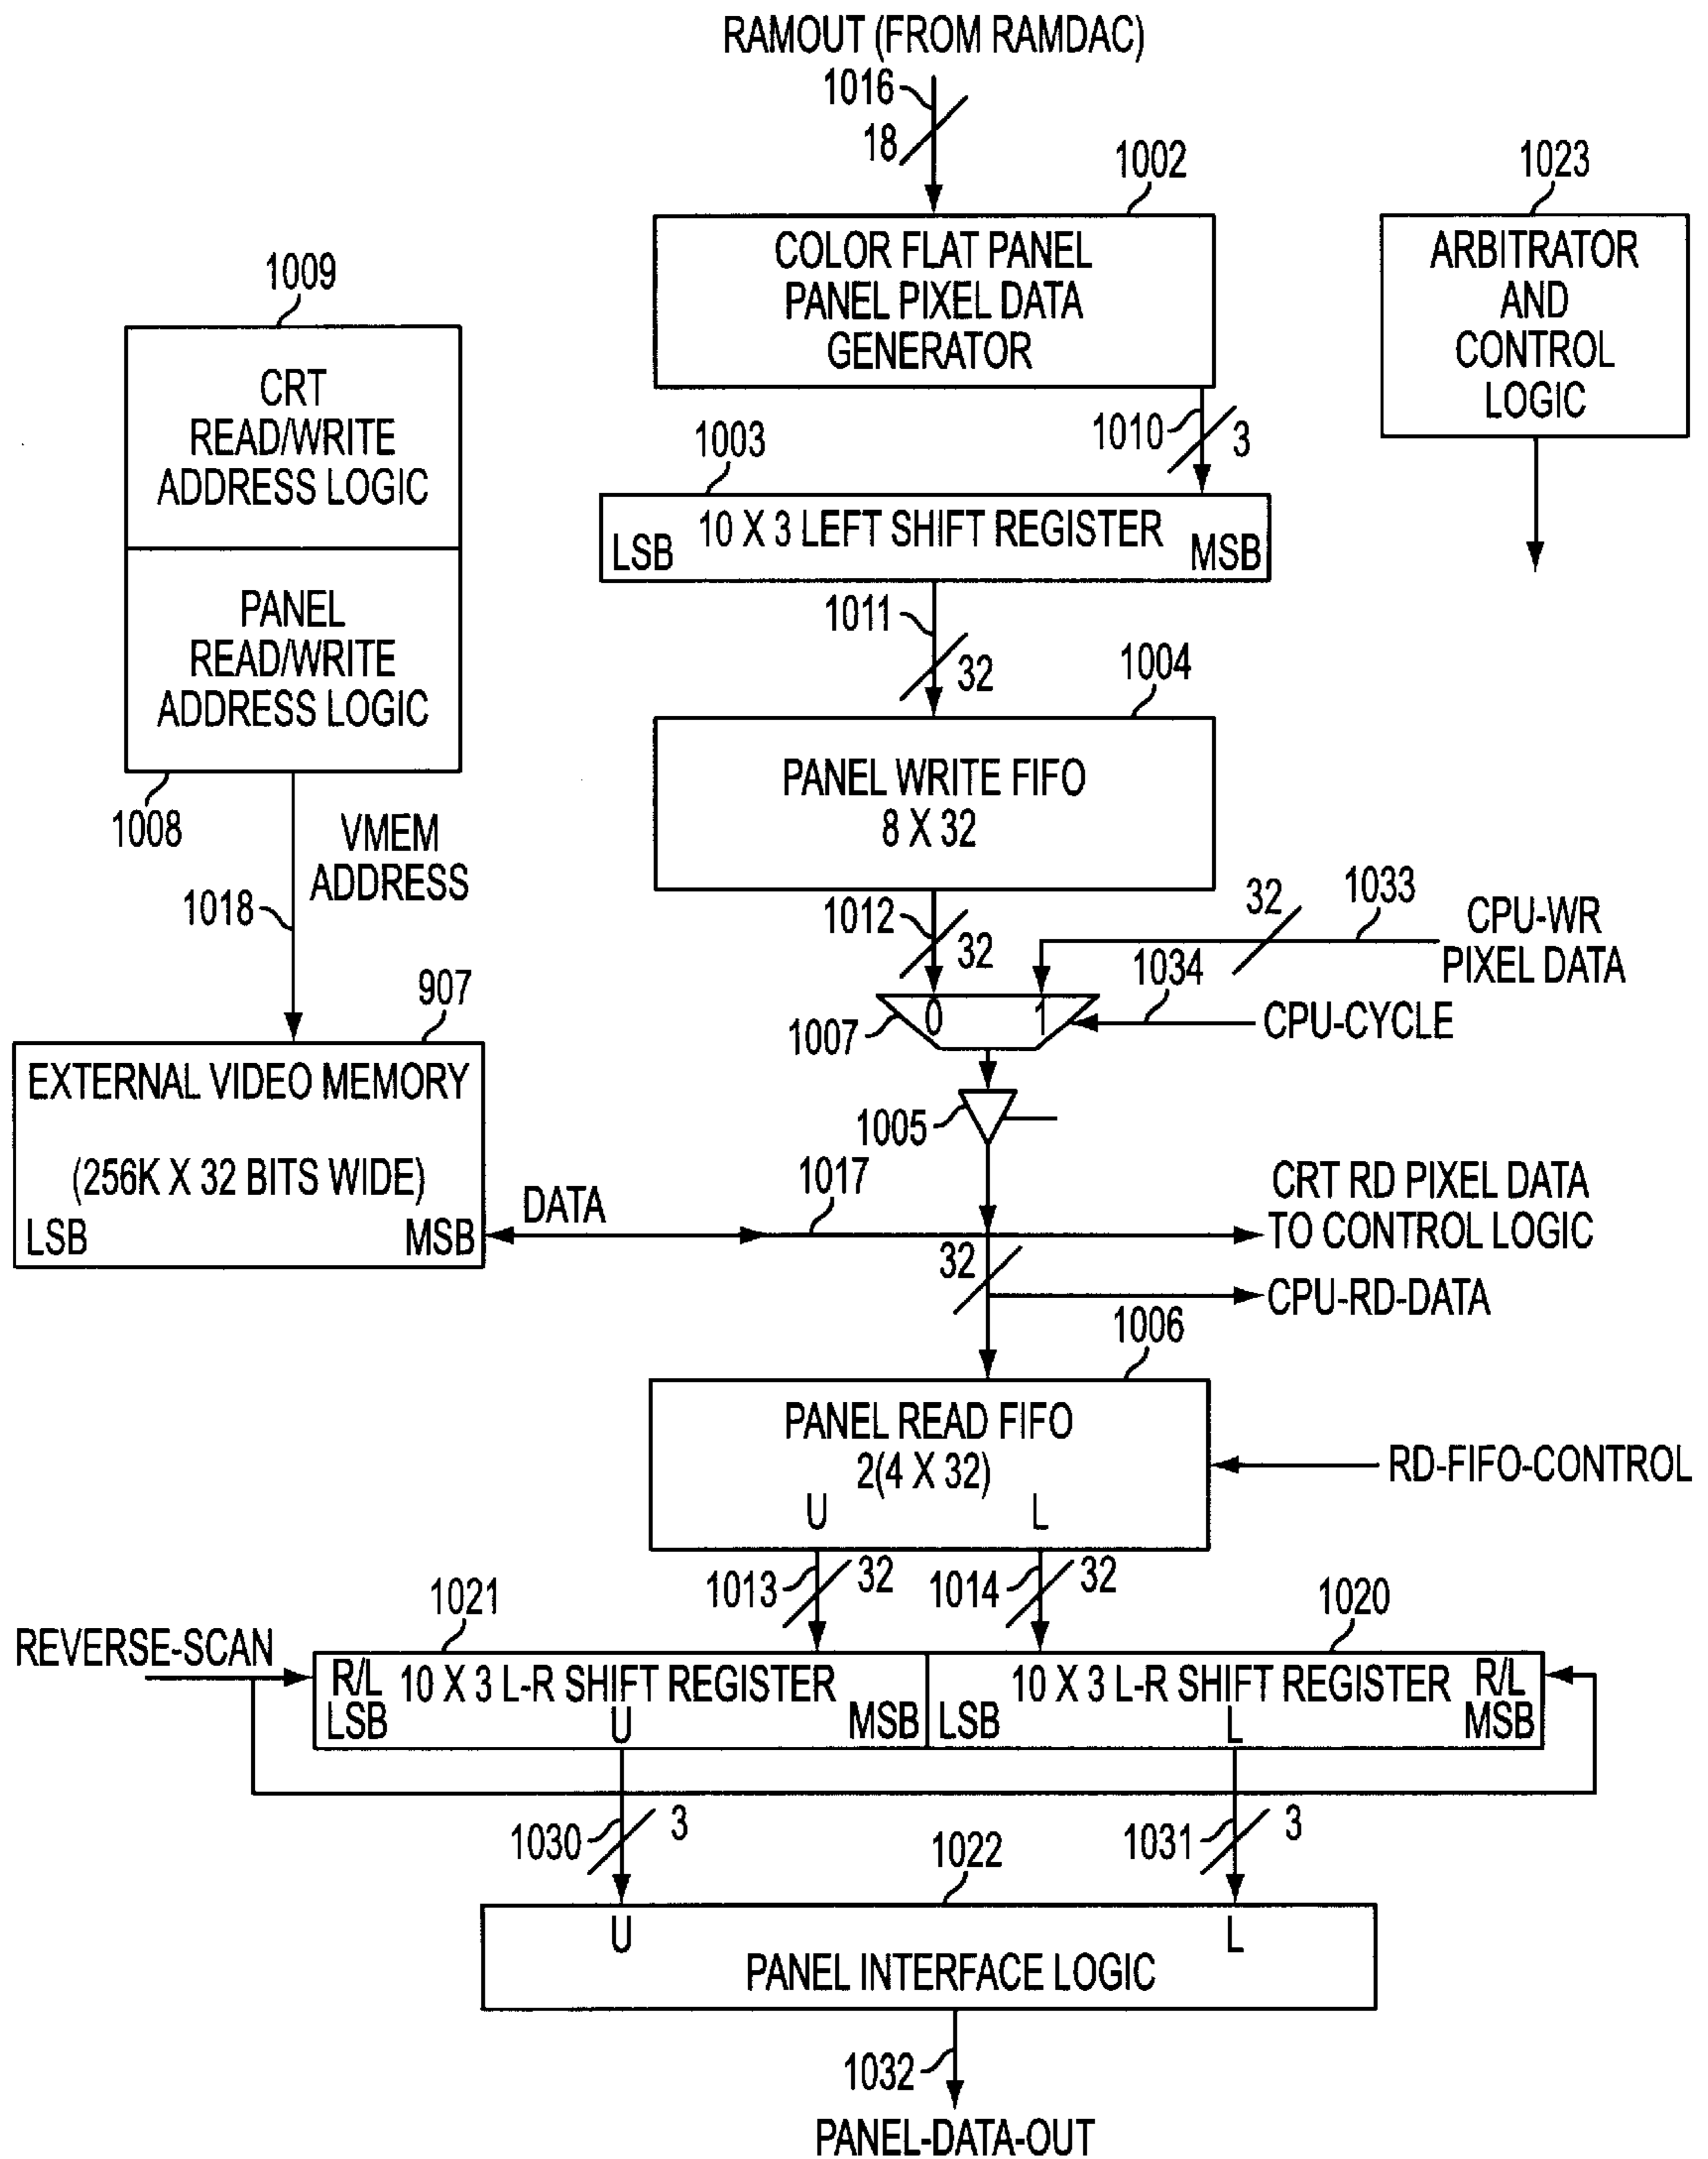 RAMOUT (FROM RAMDAC)
1016
18
1002
COLOR FLAT PANEL
PANEL PIXEL DATA
GENERATOR
1023
ARBITRATOR
AND
CONTROL
LOGIC
1009
CRT
READ/WRITE
ADDRESS LOGIC
PANEL
READ/WRITE
ADDRESS LOGIC
1008
VMEM
ADDRESS
1018
1010
3
1003
10 X 3 LEFT SHIFT REGISTER
LSB
MSB
1011
32
1004
PANEL WRITE FIFO
8 X 32
1012
32
32
1033
CPU-WR
PIXEL DATA
1034
CPU-CYCLE
0
1
1007
1005
907
EXTERNAL VIDEO MEMORY
(256K X 32 BITS WIDE)
LSB
MSB
DATA
1017
CRT RD PIXEL DATA
TO CONTROL LOGIC
32
CPU-RD-DATA
1006
PANEL READ FIFO
2(4 X 32)
U
L
RD-FIFO-CONTROL
1013
32
1014
32
1021
1020
REVERSE-SCAN
R/L
10 X 3 L-R SHIFT REGISTER
LSB
U
MSB
10 X 3 L-R SHIFT REGISTER
R/L
LSB
L
MSB
1030
3
1031
3
1022
U
L
PANEL INTERFACE LOGIC
1032
PANEL-DATA-OUT